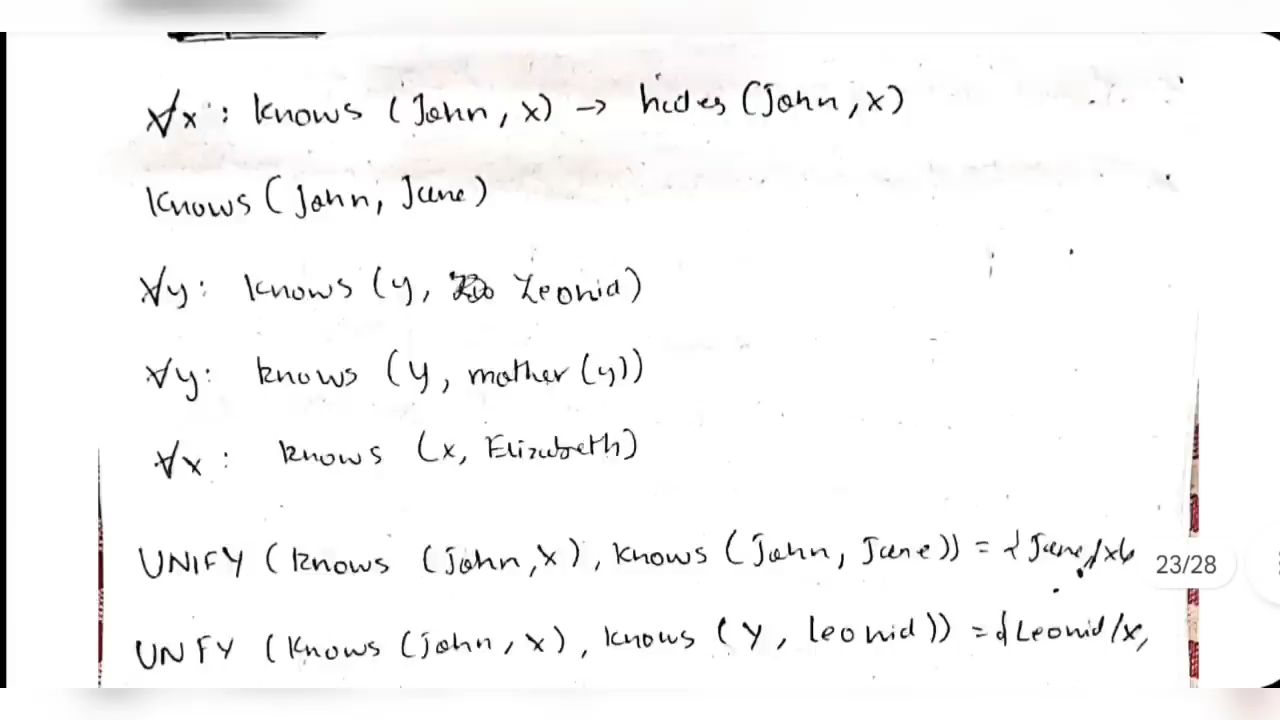 ∀x : knows (John, x) → hides (John, x)
knows (John, Jane)
∀y : knows (y, Leonid)
∀y : knows (y, mother (y))
∀x : knows (x, Elizabeth)
UNIFY (knows (John, x), knows (John, Jane)) = {Jane/x}
23/28
UNFY (knows (John, x), knows (y, leonid)) = {Leonid/x,